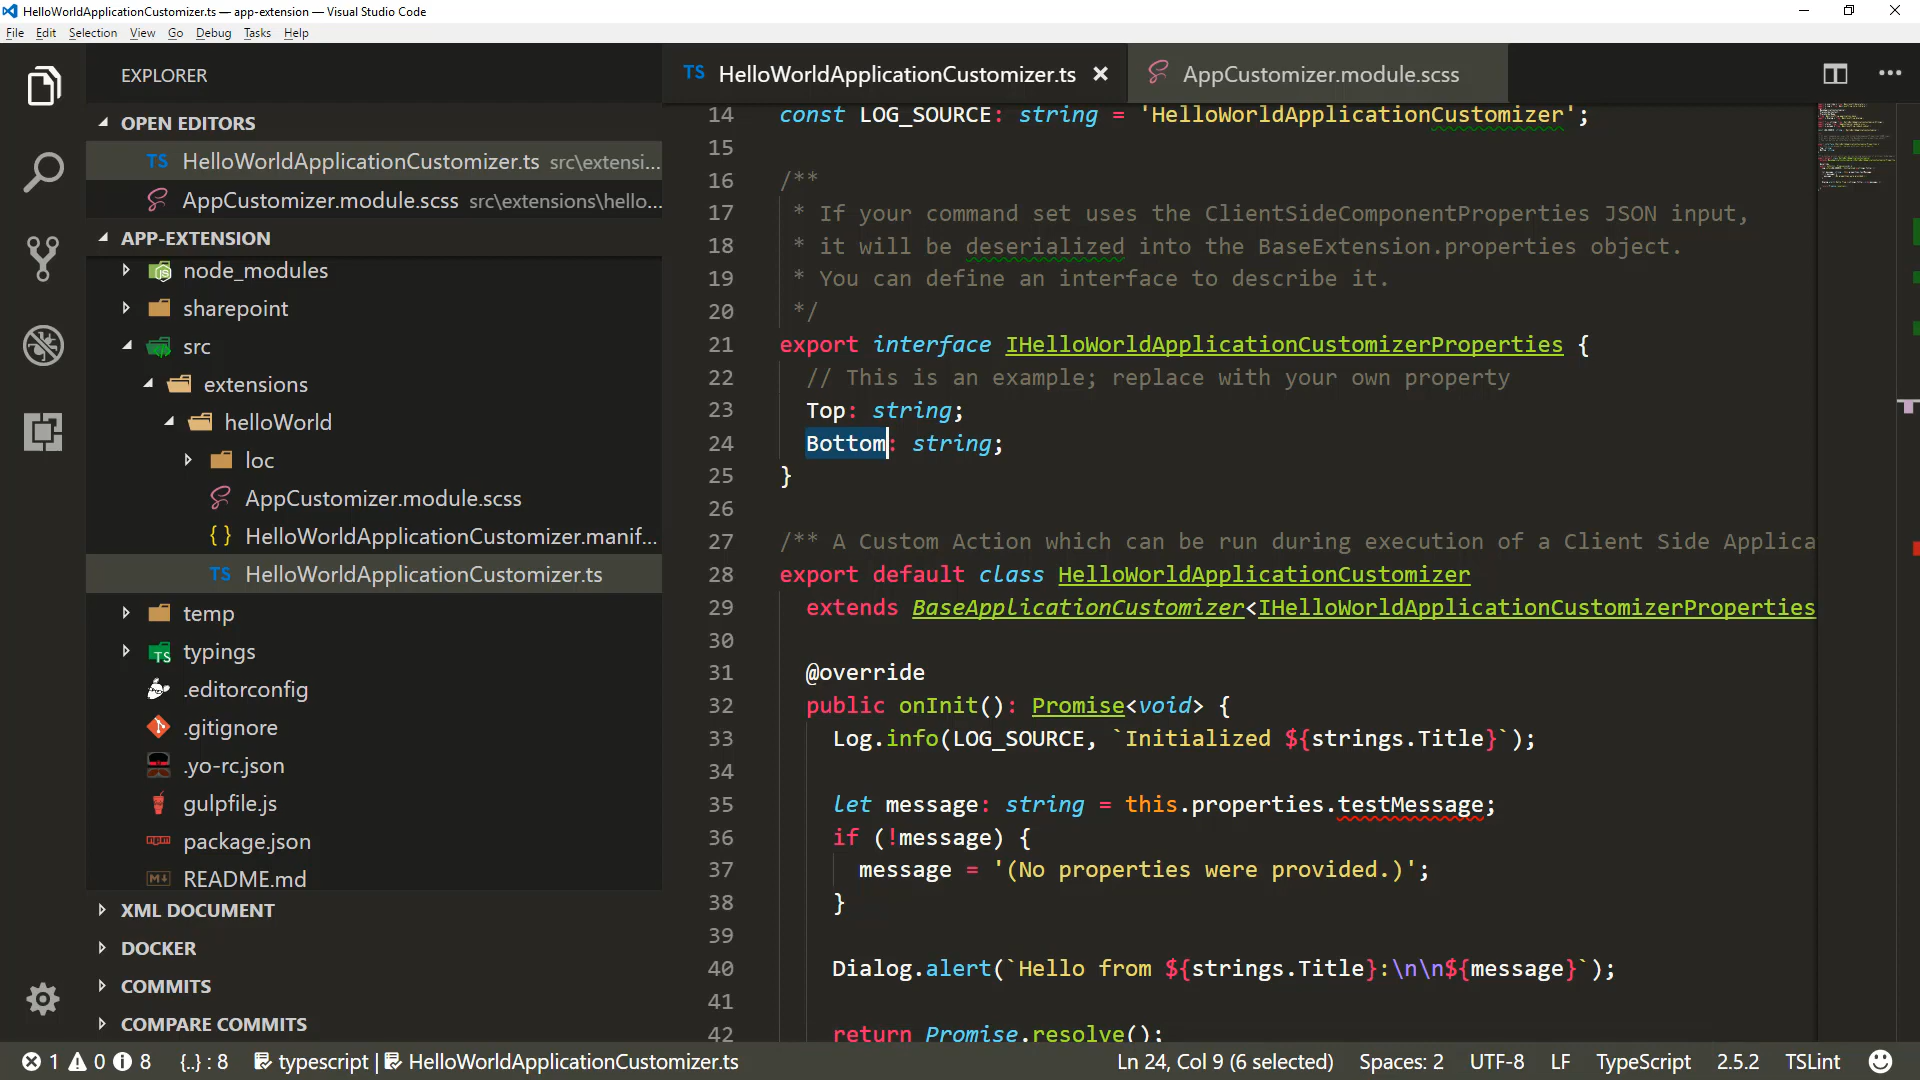 HelloWorldApplicationCustomizer.ts — app-extension — Visual Studio Code
File Edit Selection View Go Debug Tasks Help
EXPLORER
OPEN EDITORS
TS HelloWorldApplicationCustomizer.ts src\extensi...
AppCustomizer.module.scss src\extensions\hello...
APP-EXTENSION
node_modules
sharepoint
src
extensions
helloWorld
loc
AppCustomizer.module.scss
{ } HelloWorldApplicationCustomizer.manif...
TS HelloWorldApplicationCustomizer.ts
temp
TS typings
.editorconfig
.gitignore
.yo-rc.json
gulpfile.js
package.json
M↓ README.md
XML DOCUMENT
DOCKER
COMMITS
COMPARE COMMITS
TS HelloWorldApplicationCustomizer.ts
AppCustomizer.module.scss
14 const LOG_SOURCE: string = 'HelloWorldApplicationCustomizer';
15
16 /**
17 * If your command set uses the ClientSideComponentProperties JSON input,
18 * it will be deserialized into the BaseExtension.properties object.
19 * You can define an interface to describe it.
20 */
21 export interface IHelloWorldApplicationCustomizerProperties {
22 // This is an example; replace with your own property
23 Top: string;
24 Bottom: string;
25 }
26
27 /** A Custom Action which can be run during execution of a Client Side Applica
28 export default class HelloWorldApplicationCustomizer
29 extends BaseApplicationCustomizer<IHelloWorldApplicationCustomizerProperties
30
31 @override
32 public onInit(): Promise<void> {
33 Log.info(LOG_SOURCE, `Initialized ${strings.Title}`);
34
35 let message: string = this.properties.testMessage;
36 if (!message) {
37 message = '(No properties were provided.)';
38 }
39
40 Dialog.alert(`Hello from ${strings.Title}:\n\n${message}`);
41
42 return Promise.resolve();
1 0 8 {..} : 8 typescript | HelloWorldApplicationCustomizer.ts Ln 24, Col 9 (6 selected) Spaces: 2 UTF-8 LF TypeScript 2.5.2 TSLint